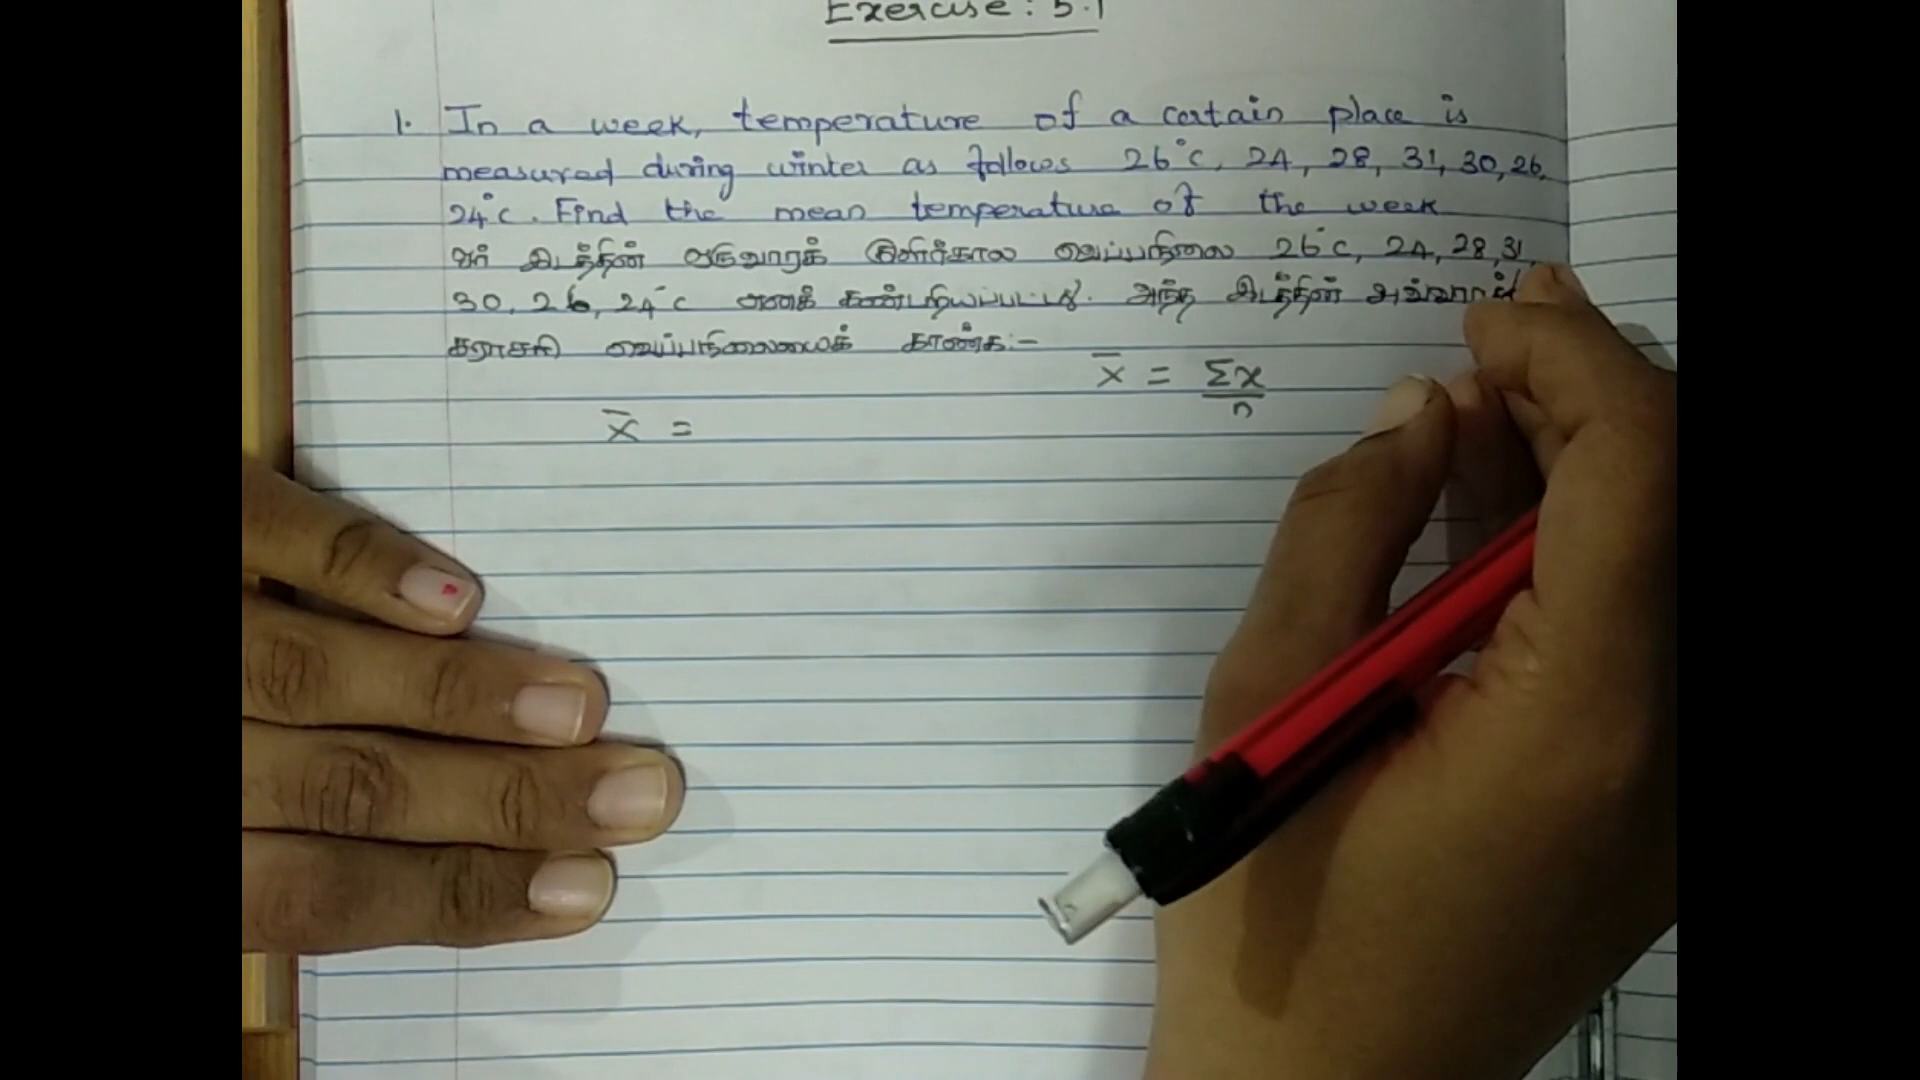 Exercise: 5.1
1. In a week, temperature of a certain place is
measured during winter as follows 26°c, 24, 28, 31, 30, 26,
24°c. Find the mean temperature of the week
ஓர் இடத்தின் ஒருவாரக் குளிர்கால வெப்பநிலை 26°c, 24, 28, 31,
30, 26, 24°c எனக் கண்டறியப்பட்டது. அந்த இடத்தின் அவ்வாரச்
சராசரி வெப்பநிலையைக் காண்க:-
x̄ = Σx/n
x̄ =